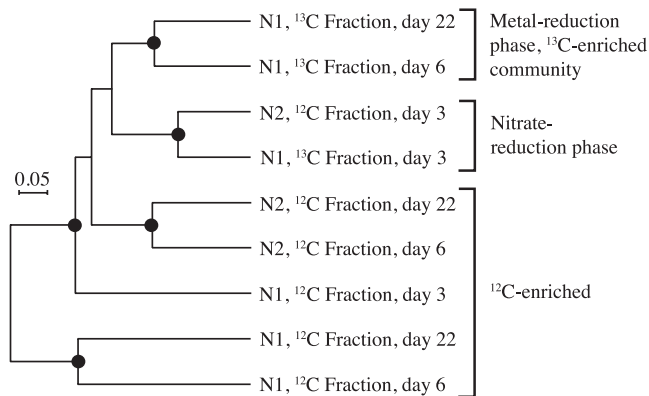 N1, ¹³C Fraction, day 22
N1, ¹³C Fraction, day 6
Metal-reduction
phase, ¹³C-enriched
community
N2, ¹²C Fraction, day 3
N1, ¹³C Fraction, day 3
Nitrate-
reduction phase
0.05
N2, ¹²C Fraction, day 22
N2, ¹²C Fraction, day 6
N1, ¹²C Fraction, day 3
N1, ¹²C Fraction, day 22
N1, ¹²C Fraction, day 6
¹²C-enriched